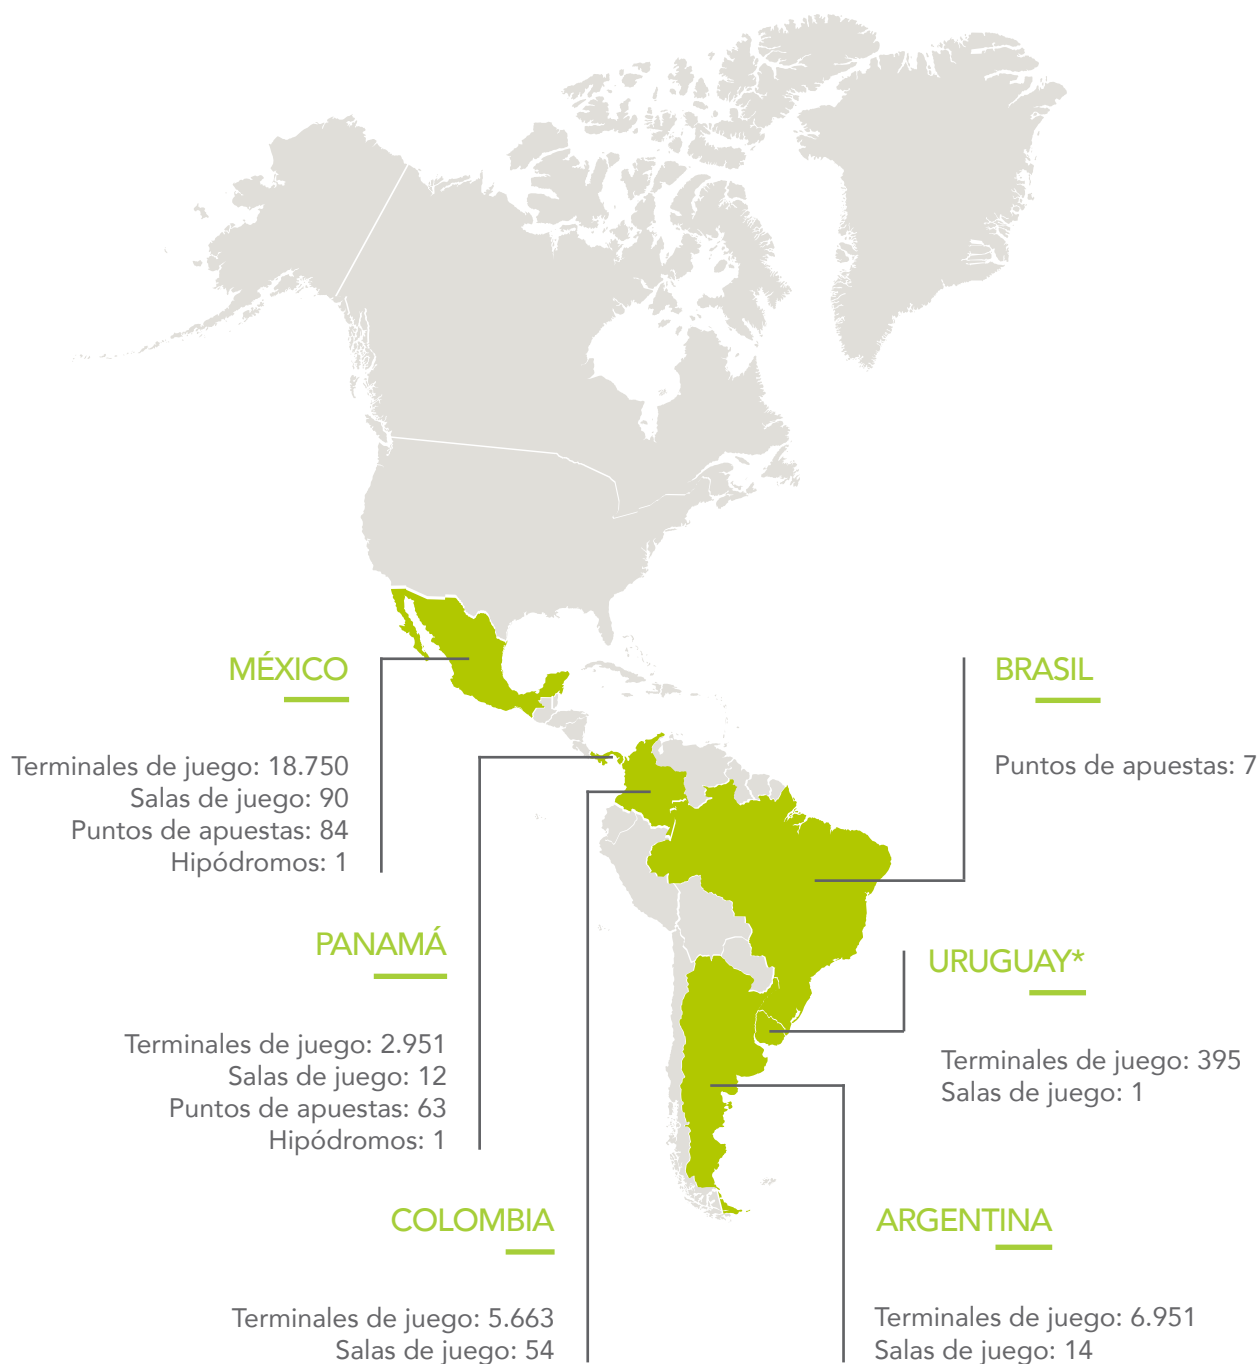 MÉXICO
Terminales de juego: 18.750
Salas de juego: 90
Puntos de apuestas: 84
Hipódromos: 1
BRASIL
Puntos de apuestas: 7
PANAMÁ
Terminales de juego: 2.951
Salas de juego: 12
Puntos de apuestas: 63
Hipódromos: 1
URUGUAY*
Terminales de juego: 395
Salas de juego: 1
COLOMBIA
Terminales de juego: 5.663
Salas de juego: 54
ARGENTINA
Terminales de juego: 6.951
Salas de juego: 14